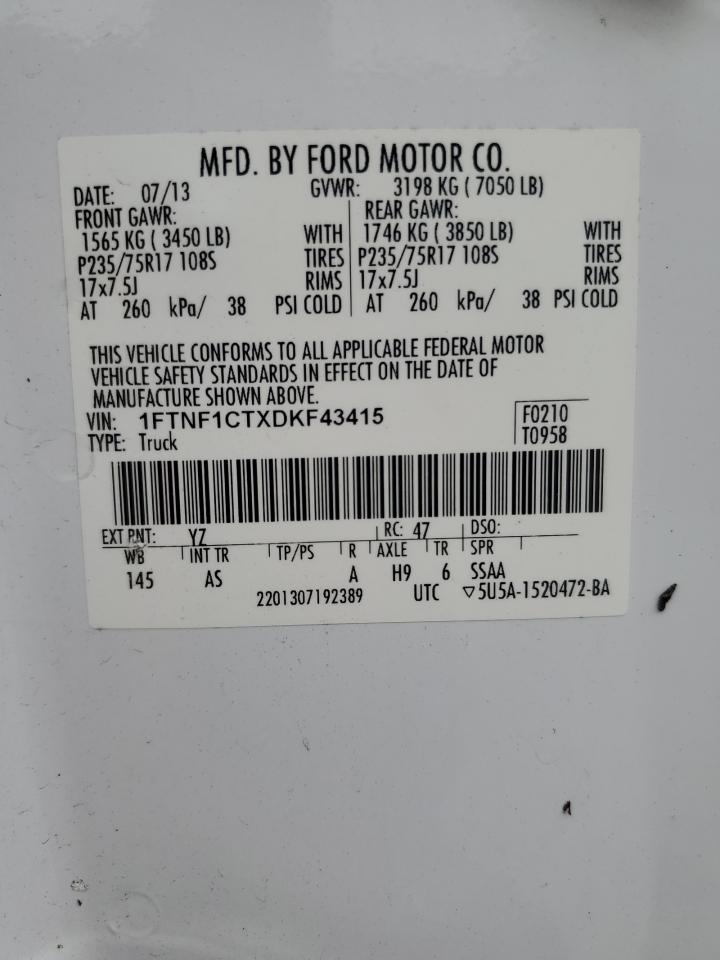 MFD. BY FORD MOTOR CO.
DATE: 07/13 GVWR: 3198 KG ( 7050 LB)
FRONT GAWR: REAR GAWR:
1565 KG ( 3450 LB) WITH 1746 KG ( 3850 LB) WITH
P235/75R17 108S TIRES P235/75R17 108S TIRES
17x7.5J RIMS 17x7.5J RIMS
AT 260 kPa/ 38 PSI COLD AT 260 kPa/ 38 PSI COLD
THIS VEHICLE CONFORMS TO ALL APPLICABLE FEDERAL MOTOR
VEHICLE SAFETY STANDARDS IN EFFECT ON THE DATE OF
MANUFACTURE SHOWN ABOVE.
VIN: 1FTNF1CTXDKF43415 F0210
TYPE: Truck T0958
EXT PNT: YZ RC: 47 DSO:
WB INT TR TP/PS R AXLE TR SPR
145 AS A H9 6 SSAA
2201307192389 UTC ▽5U5A-1520472-BA